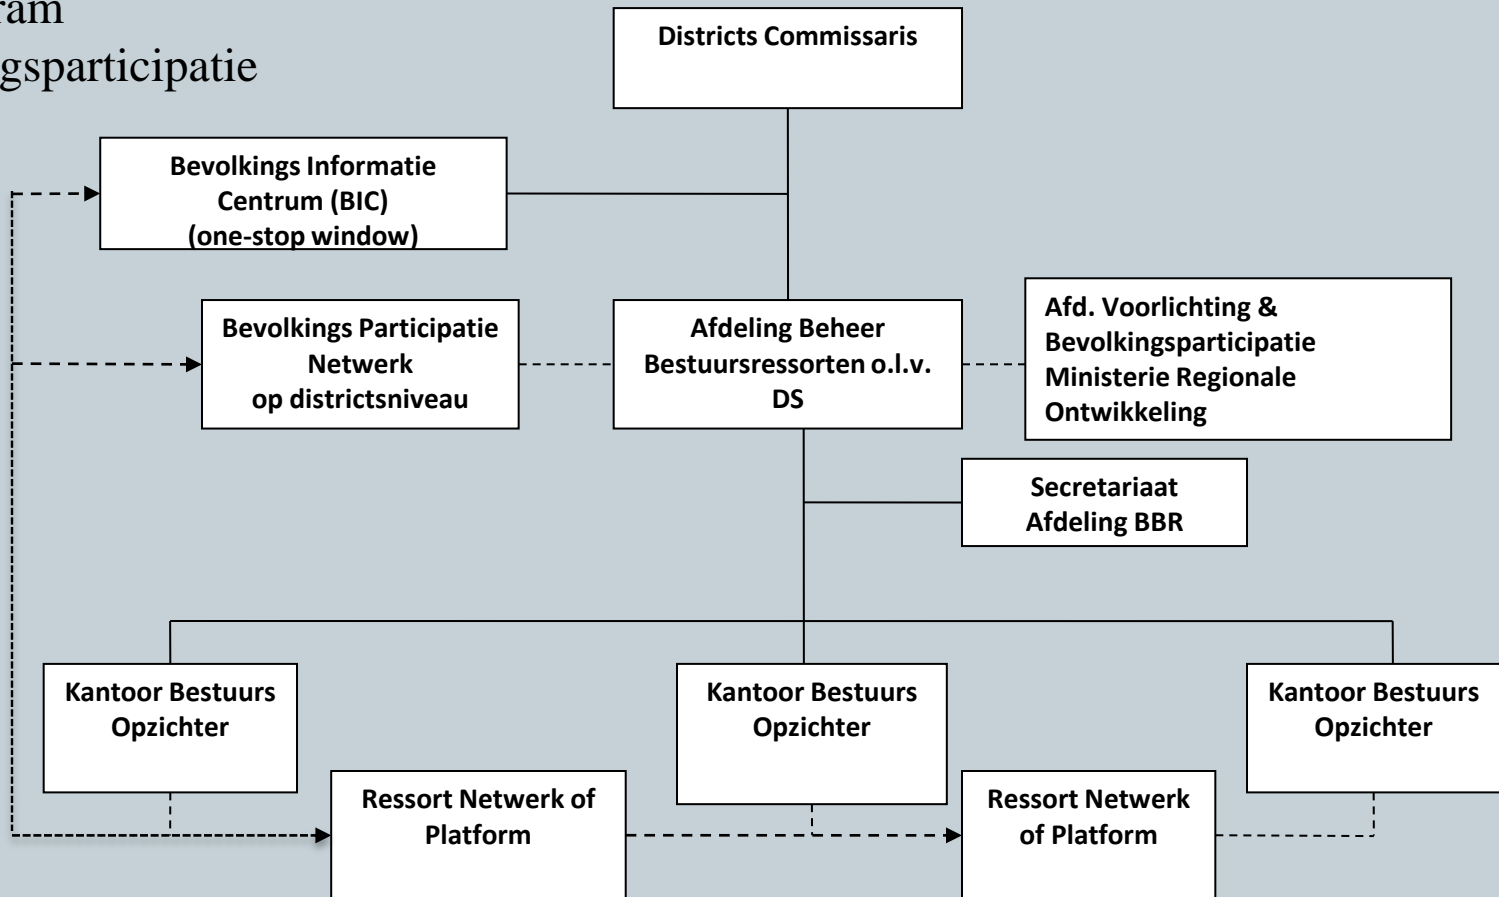 gsparticipatie
Districts Commissaris
Bevolkings Informatie
Centrum (BIC)
(one-stop window)
Bevolkings Participatie
Netwerk
op districtsniveau
Afdeling Beheer
Bestuursressorten o.l.v.
DS
Afd. Voorlichting &
Bevolkingsparticipatie
Ministerie Regionale
Ontwikkeling
Secretariaat
Afdeling BBR
Kantoor Bestuurs
Opzichter
Kantoor Bestuurs
Opzichter
Kantoor Bestuurs
Opzichter
Ressort Netwerk of
Platform
Ressort Netwerk
of Platform